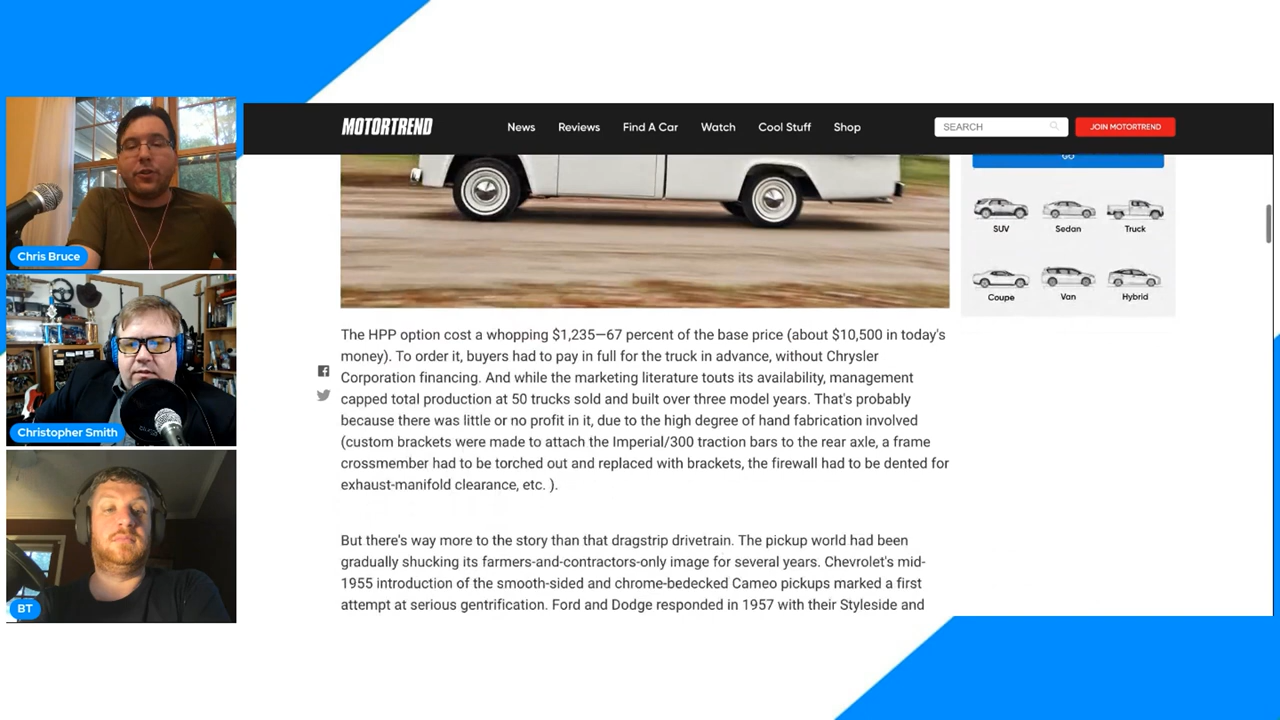 MOTORTREND
News
Reviews
Find A Car
Watch
Cool Stuff
Shop
SEARCH
JOIN MOTORTREND
GO
SUV
Sedan
Truck
Coupe
Van
Hybrid
Chris Bruce
Christopher Smith
BT
The HPP option cost a whopping $1,235—67 percent of the base price (about $10,500 in today's
money). To order it, buyers had to pay in full for the truck in advance, without Chrysler
Corporation financing. And while the marketing literature touts its availability, management
capped total production at 50 trucks sold and built over three model years. That's probably
because there was little or no profit in it, due to the high degree of hand fabrication involved
(custom brackets were made to attach the Imperial/300 traction bars to the rear axle, a frame
crossmember had to be torched out and replaced with brackets, the firewall had to be dented for
exhaust-manifold clearance, etc. ).
But there's way more to the story than that dragstrip drivetrain. The pickup world had been
gradually shucking its farmers-and-contractors-only image for several years. Chevrolet's mid-
1955 introduction of the smooth-sided and chrome-bedecked Cameo pickups marked a first
attempt at serious gentrification. Ford and Dodge responded in 1957 with their Styleside and